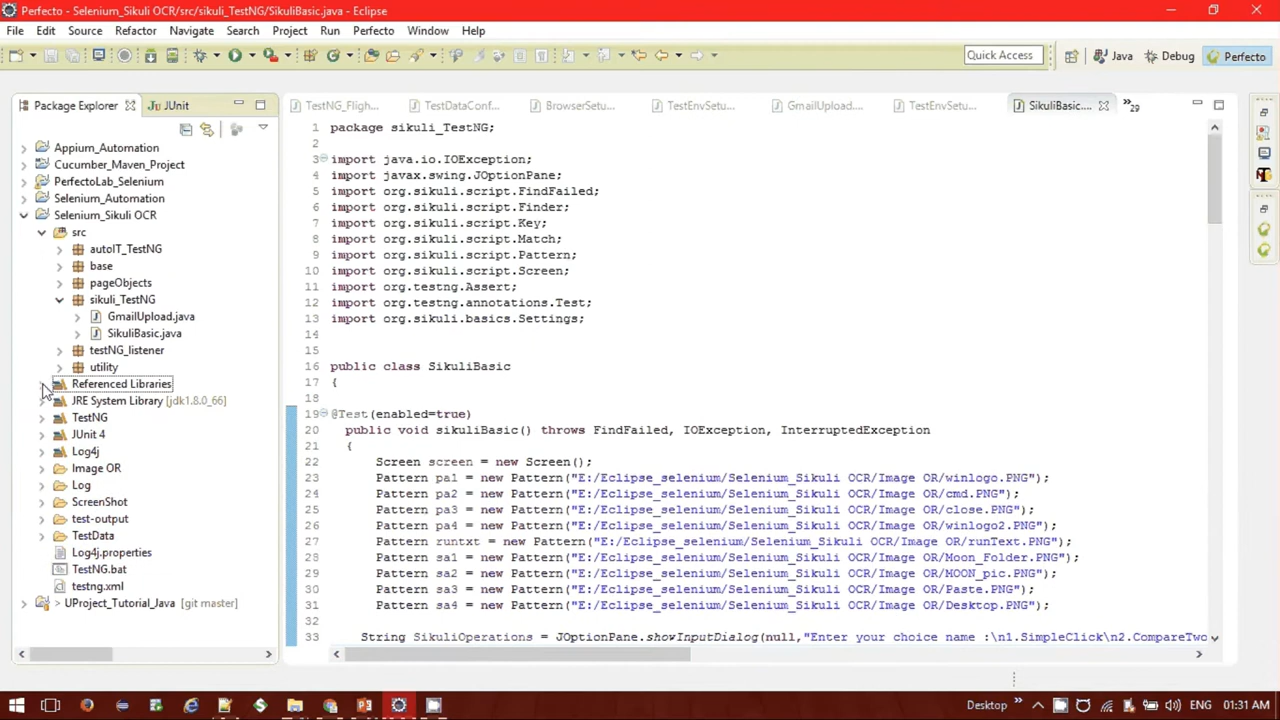 Perfecto - Selenium_Sikuli OCR/src/sikuli_TestNG/SikuliBasic.java - Eclipse
File Edit Source Refactor Navigate Search Project Run Perfecto Window Help
Quick Access Java Debug Perfecto
Package Explorer JUnit
TestNG_Fligh... TestDataConf... BrowserSetu... TestEnvSetu... GmailUpload.... TestEnvSetu... SikuliBasic.... »29
Appium_Automation
Cucumber_Maven_Project
PerfectoLab_Selenium
Selenium_Automation
Selenium_Sikuli OCR
src
autoIT_TestNG
base
pageObjects
sikuli_TestNG
GmailUpload.java
SikuliBasic.java
testNG_listener
utility
Referenced Libraries
JRE System Library [jdk1.8.0_66]
TestNG
JUnit 4
Log4j
Image OR
Log
ScreenShot
test-output
TestData
Log4j.properties
TestNG.bat
testng.xml
> UProject_Tutorial_Java [git master]
1 package sikuli_TestNG;
2
3 import java.io.IOException;
4 import javax.swing.JOptionPane;
5 import org.sikuli.script.FindFailed;
6 import org.sikuli.script.Finder;
7 import org.sikuli.script.Key;
8 import org.sikuli.script.Match;
9 import org.sikuli.script.Pattern;
10 import org.sikuli.script.Screen;
11 import org.testng.Assert;
12 import org.testng.annotations.Test;
13 import org.sikuli.basics.Settings;
14
15
16 public class SikuliBasic
17 {
18
19 @Test(enabled=true)
20 public void sikuliBasic() throws FindFailed, IOException, InterruptedException
21 {
22 Screen screen = new Screen();
23 Pattern pa1 = new Pattern("E:/Eclipse_selenium/Selenium_Sikuli OCR/Image OR/winlogo.PNG");
24 Pattern pa2 = new Pattern("E:/Eclipse_selenium/Selenium_Sikuli OCR/Image OR/cmd.PNG");
25 Pattern pa3 = new Pattern("E:/Eclipse_selenium/Selenium_Sikuli OCR/Image OR/close.PNG");
26 Pattern pa4 = new Pattern("E:/Eclipse_selenium/Selenium_Sikuli OCR/Image OR/winlogo2.PNG");
27 Pattern runtxt = new Pattern("E:/Eclipse_selenium/Selenium_Sikuli OCR/Image OR/runText.PNG");
28 Pattern sa1 = new Pattern("E:/Eclipse_selenium/Selenium_Sikuli OCR/Image OR/Moon_Folder.PNG");
29 Pattern sa2 = new Pattern("E:/Eclipse_selenium/Selenium_Sikuli OCR/Image OR/MOON_pic.PNG");
30 Pattern sa3 = new Pattern("E:/Eclipse_selenium/Selenium_Sikuli OCR/Image OR/Paste.PNG");
31 Pattern sa4 = new Pattern("E:/Eclipse_selenium/Selenium_Sikuli OCR/Image OR/Desktop.PNG");
32
33 String SikuliOperations = JOptionPane.showInputDialog(null,"Enter your choice name :\n1.SimpleClick\n2.CompareTwo
Desktop » ENG 01:31 AM